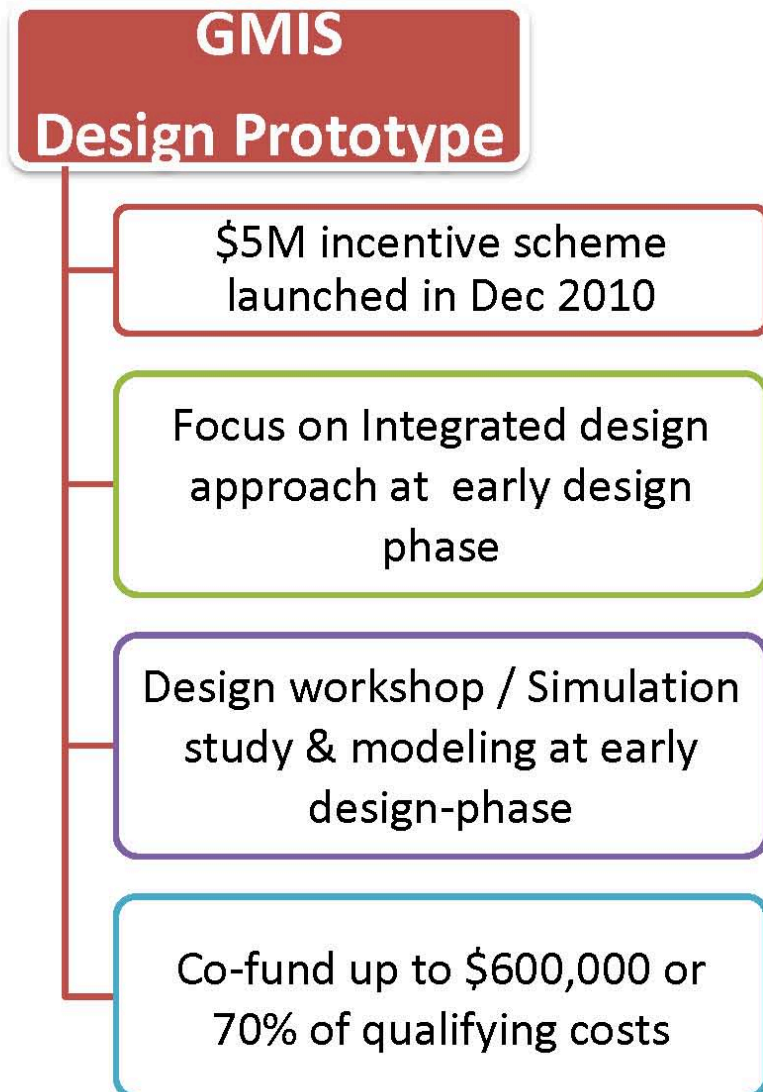 GMIS
Design Prototype
$5M incentive scheme
launched in Dec 2010
Focus on Integrated design
approach at early design
phase
Design workshop / Simulation
study & modeling at early
design-phase
Co-fund up to $600,000 or
70% of qualifying costs